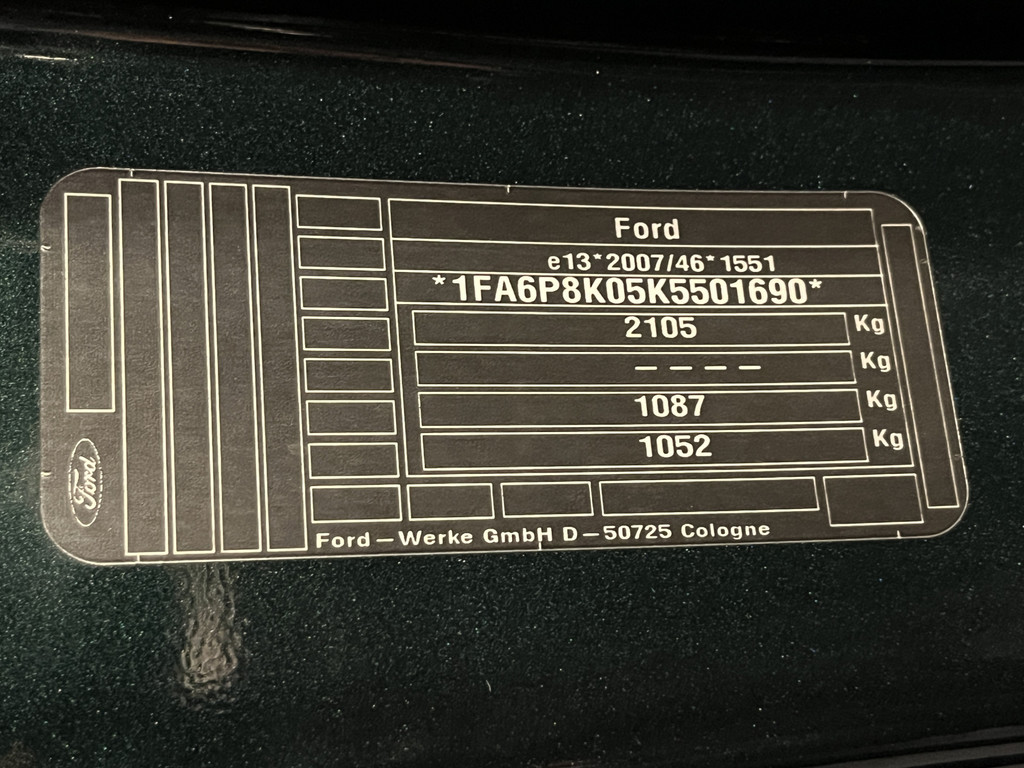 Ford
e13*2007/46*1551
*1FA6P8K05K5501690*
2105 Kg
– – – – Kg
1087 Kg
1052 Kg
Ford
Ford–Werke GmbH D–50725 Cologne